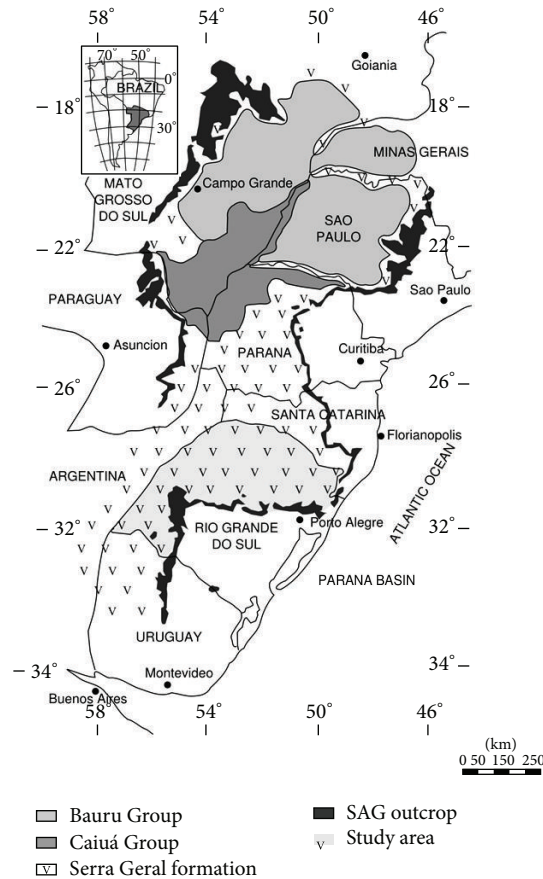 58°
54°
50°
46°
Goiania
70° 50°
0°
BRAZIL
30°
− 18°
18°
MINAS GERAIS
MATO
GROSSO
DO SUL
Campo Grande
SAO
PAULO
− 22°
22°
PARAGUAY
Sao Paulo
Asuncion
PARANA
Curitiba
− 26°
26°
SANTA CATARINA
Florianopolis
ARGENTINA
ATLANTIC OCEAN
− 32°
32°
RIO GRANDE
DO SUL
Porto Alegre
PARANA BASIN
URUGUAY
− 34°
34°
Montevideo
Buenos Aires
58°
54°
50°
46°
(km)
0 50 150 250
Bauru Group
Caiuá Group
V Serra Geral formation
SAG outcrop
V Study area